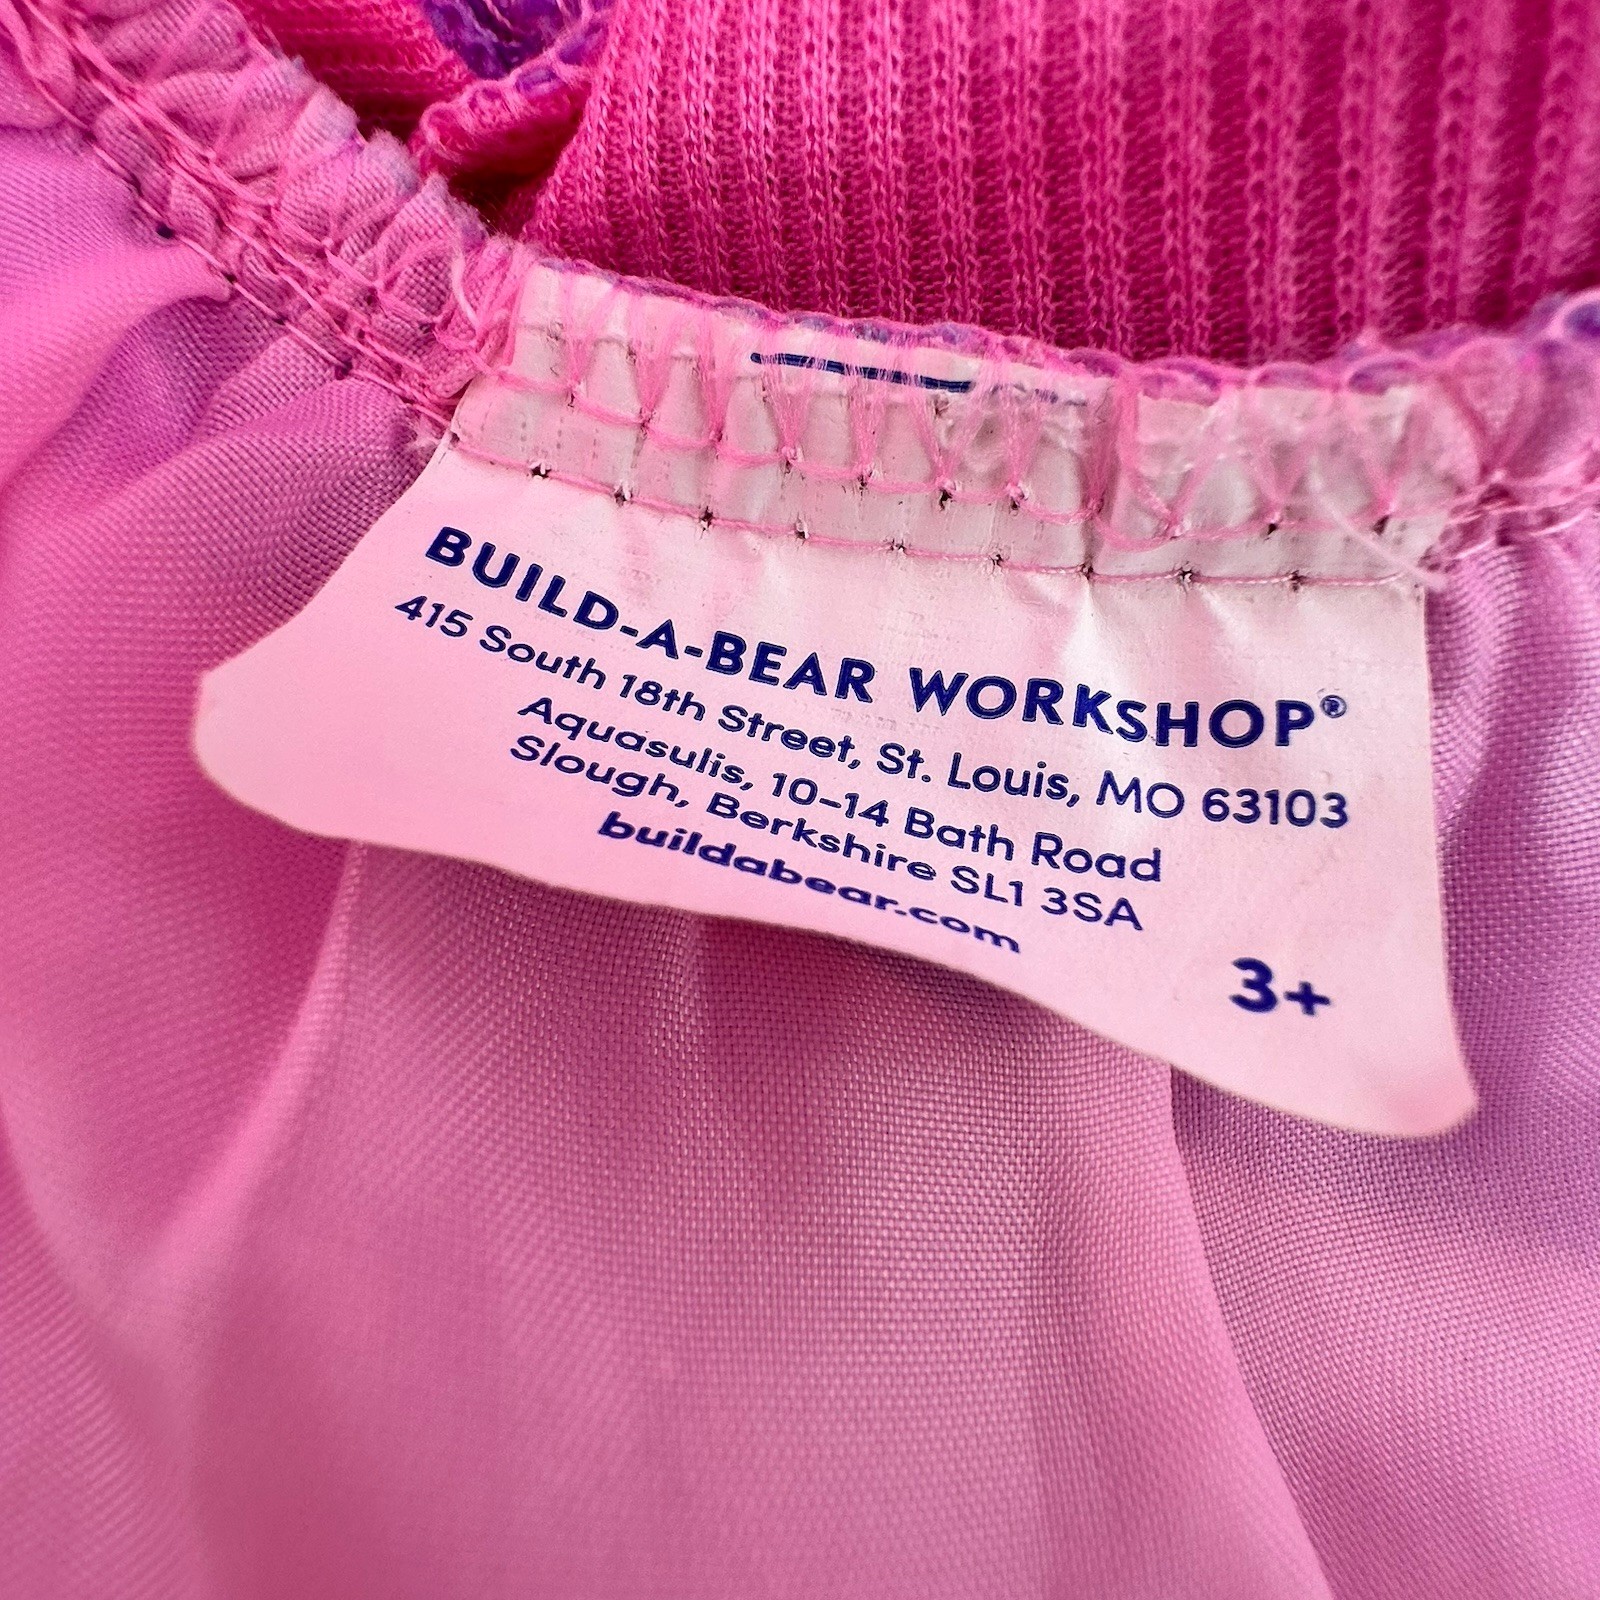 BUILD-A-BEAR WORKSHOP®
415 South 18th Street, St. Louis, MO 63103
Aquasulis, 10-14 Bath Road
Slough, Berkshire SL1 3SA
buildabear.com
3+